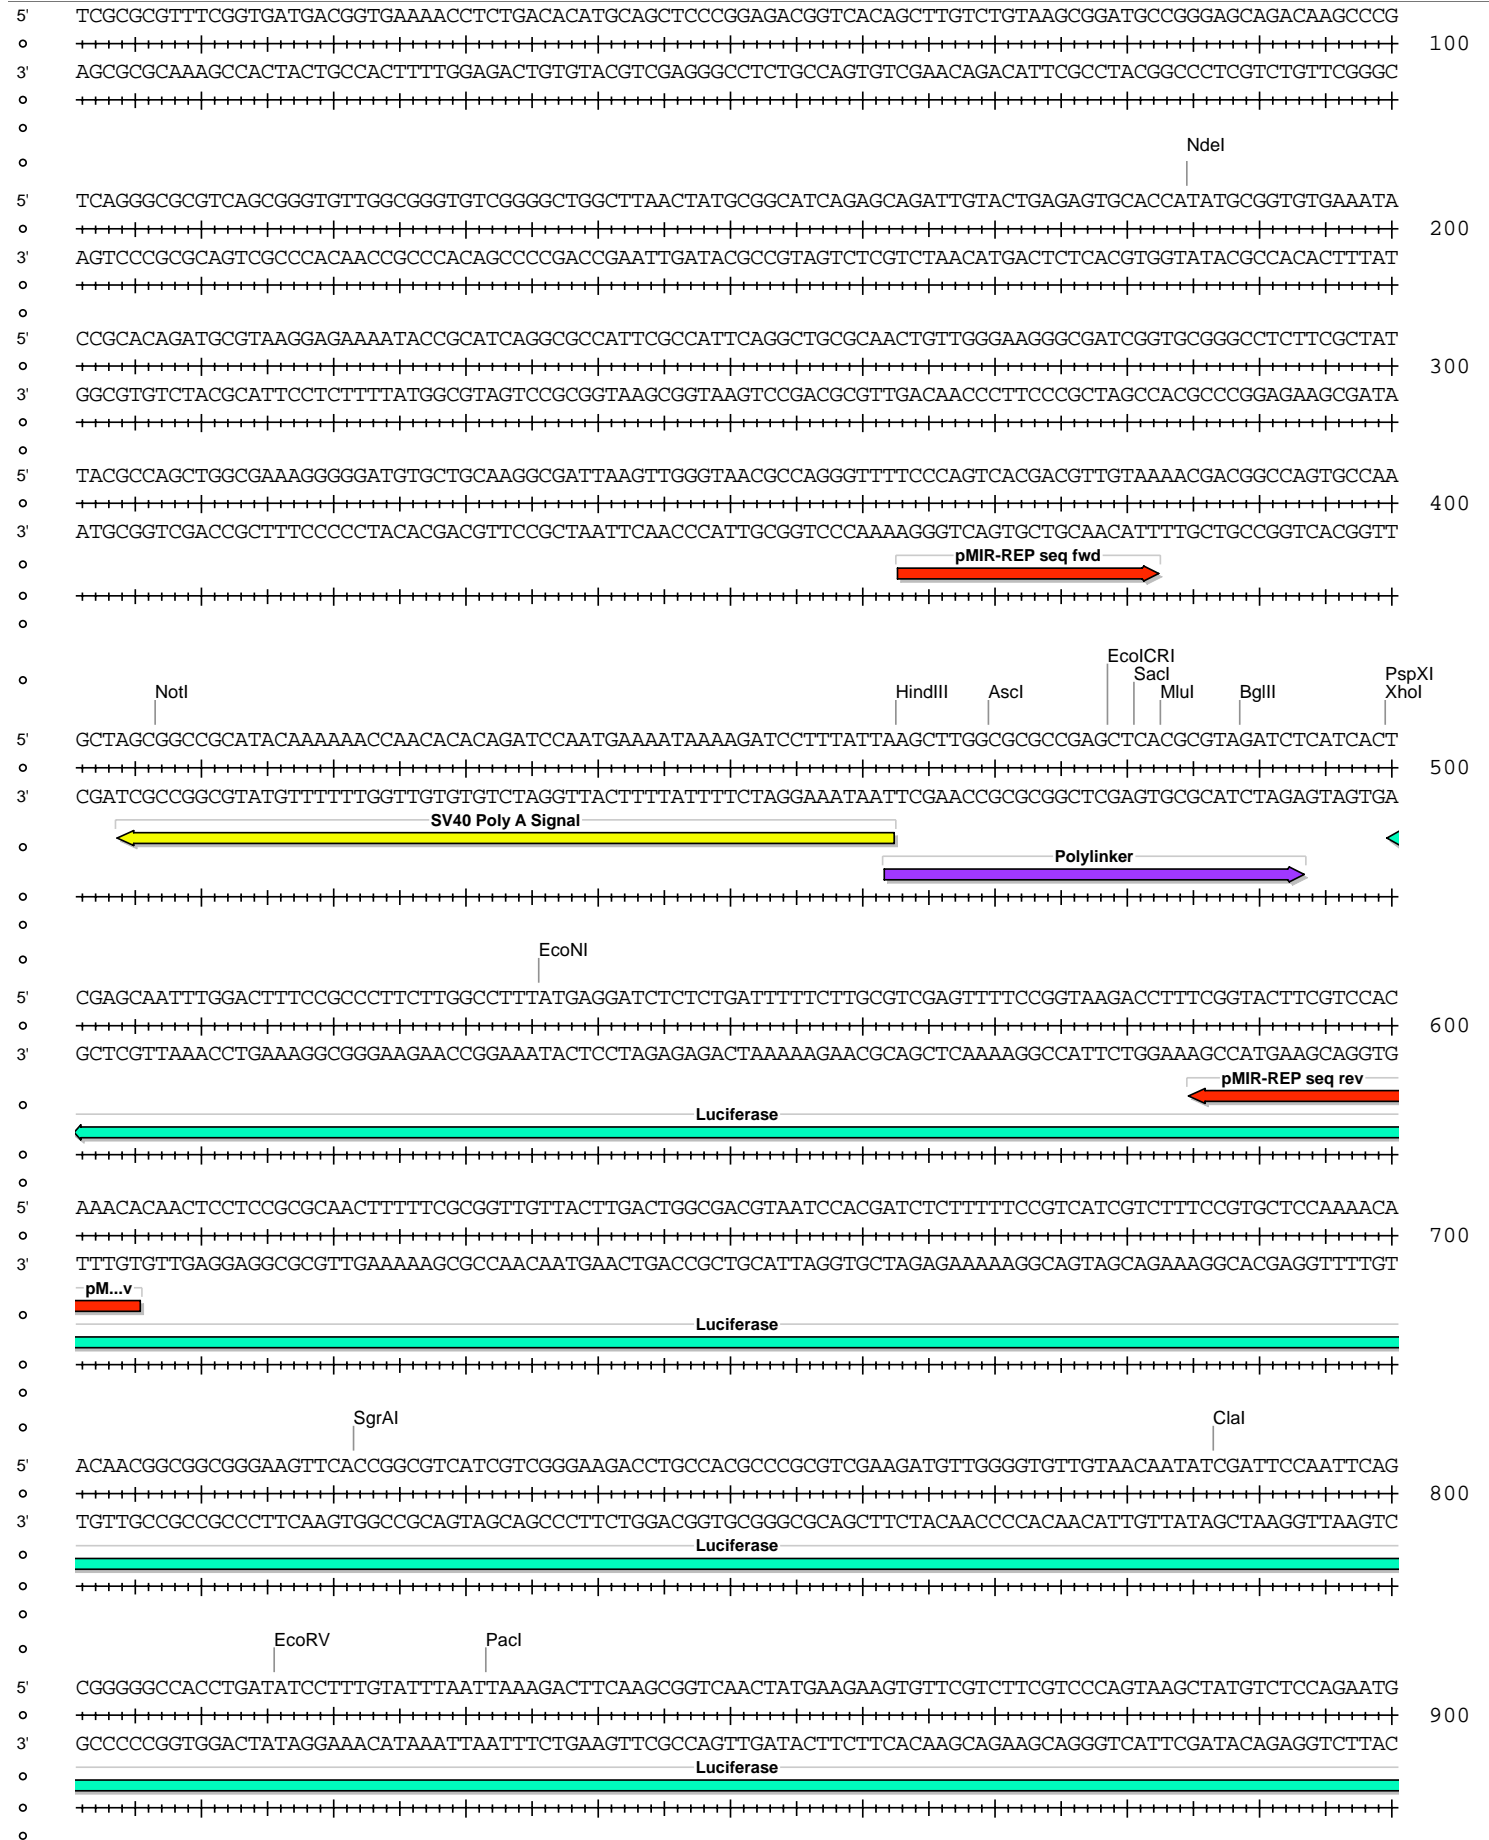 5' TCGCGCGTTTCGGTGATGACGGTGAAAACCTCTGACACATGCAGCTCCCGGAGACGGTCACAGCTTGTCTGTAAGCGGATGCCGGGAGCAGACAAGCCCG
100
3' AGCGCGCAAAGCCACTACTGCCACTTTTGGAGACTGTGTACGTCGAGGGCCTCTGCCAGTGTCGAACAGACATTCGCCTACGGCCCTCGTCTGTTCGGGC
NdeI
5' TCAGGGCGCGTCAGCGGGTGTTGGCGGGTGTCGGGGCTGGCTTAACTATGCGGCATCAGAGCAGATTGTACTGAGAGTGCACCATATGCGGTGTGAAATA
200
3' AGTCCCGCGCAGTCGCCCACAACCGCCCACAGCCCCGACCGAATTGATACGCCGTAGTCTCGTCTAACATGACTCTCACGTGGTATACGCCACACTTTAT
5' CCGCACAGATGCGTAAGGAGAAAATACCGCATCAGGCGCCATTCGCCATTCAGGCTGCGCAACTGTTGGGAAGGGCGATCGGTGCGGGCCTCTTCGCTAT
300
3' GGCGTGTCTACGCATTCCTCTTTTATGGCGTAGTCCGCGGTAAGCGGTAAGTCCGACGCGTTGACAACCCTTCCCGCTAGCCACGCCCGGAGAAGCGATA
5' TACGCCAGCTGGCGAAAGGGGGATGTGCTGCAAGGCGATTAAGTTGGGTAACGCCAGGGTTTTCCCAGTCACGACGTTGTAAAACGACGGCCAGTGCCAA
400
3' ATGCGGTCGACCGCTTTCCCCCTACACGACGTTCCGCTAATTCAACCCATTGCGGTCCCAAAAGGGTCAGTGCTGCAACATTTTGCTGCCGGTCACGGTT
pMIR-REP seq fwd
EcoICRI
SacI PspXI
NotI HindIII AscI MluI BglII XhoI
5' GCTAGCGGCCGCATACAAAAAACCAACACACAGATCCAATGAAAATAAAAGATCCTTTATTAAGCTTGGCGCGCCGAGCTCACGCGTAGATCTCATCACT
500
3' CGATCGCCGGCGTATGTTTTTTGGTTGTGTGTCTAGGTTACTTTTATTTTCTAGGAAATAATTCGAACCGCGCGGCTCGAGTGCGCATCTAGAGTAGTGA
SV40 Poly A Signal
Polylinker
EcoNI
5' CGAGCAATTTGGACTTTCCGCCCTTCTTGGCCTTTATGAGGATCTCTCTGATTTTTCTTGCGTCGAGTTTTCCGGTAAGACCTTTCGGTACTTCGTCCAC
600
3' GCTCGTTAAACCTGAAAGGCGGGAAGAACCGGAAATACTCCTAGAGAGACTAAAAAGAACGCAGCTCAAAAGGCCATTCTGGAAAGCCATGAAGCAGGTG
pMIR-REP seq rev
Luciferase
5' AAACACAACTCCTCCGCGCAACTTTTTCGCGGTTGTTACTTGACTGGCGACGTAATCCACGATCTCTTTTTCCGTCATCGTCTTTCCGTGCTCCAAAACA
700
3' TTTGTGTTGAGGAGGCGCGTTGAAAAAGCGCCAACAATGAACTGACCGCTGCATTAGGTGCTAGAGAAAAAGGCAGTAGCAGAAAGGCACGAGGTTTTGT
pM...v
Luciferase
SgrAI ClaI
5' ACAACGGCGGCGGGAAGTTCACCGGCGTCATCGTCGGGAAGACCTGCCACGCCCGCGTCGAAGATGTTGGGGTGTTGTAACAATATCGATTCCAATTCAG
800
3' TGTTGCCGCCGCCCTTCAAGTGGCCGCAGTAGCAGCCCTTCTGGACGGTGCGGGCGCAGCTTCTACAACCCCACAACATTGTTATAGCTAAGGTTAAGTC
Luciferase
EcoRV PacI
5' CGGGGGCCACCTGATATCCTTTGTATTTAATTAAAGACTTCAAGCGGTCAACTATGAAGAAGTGTTCGTCTTCGTCCCAGTAAGCTATGTCTCCAGAATG
900
3' GCCCCCGGTGGACTATAGGAAACATAAATTAATTTCTGAAGTTCGCCAGTTGATACTTCTTCACAAGCAGAAGCAGGGTCATTCGATACAGAGGTCTTAC
Luciferase